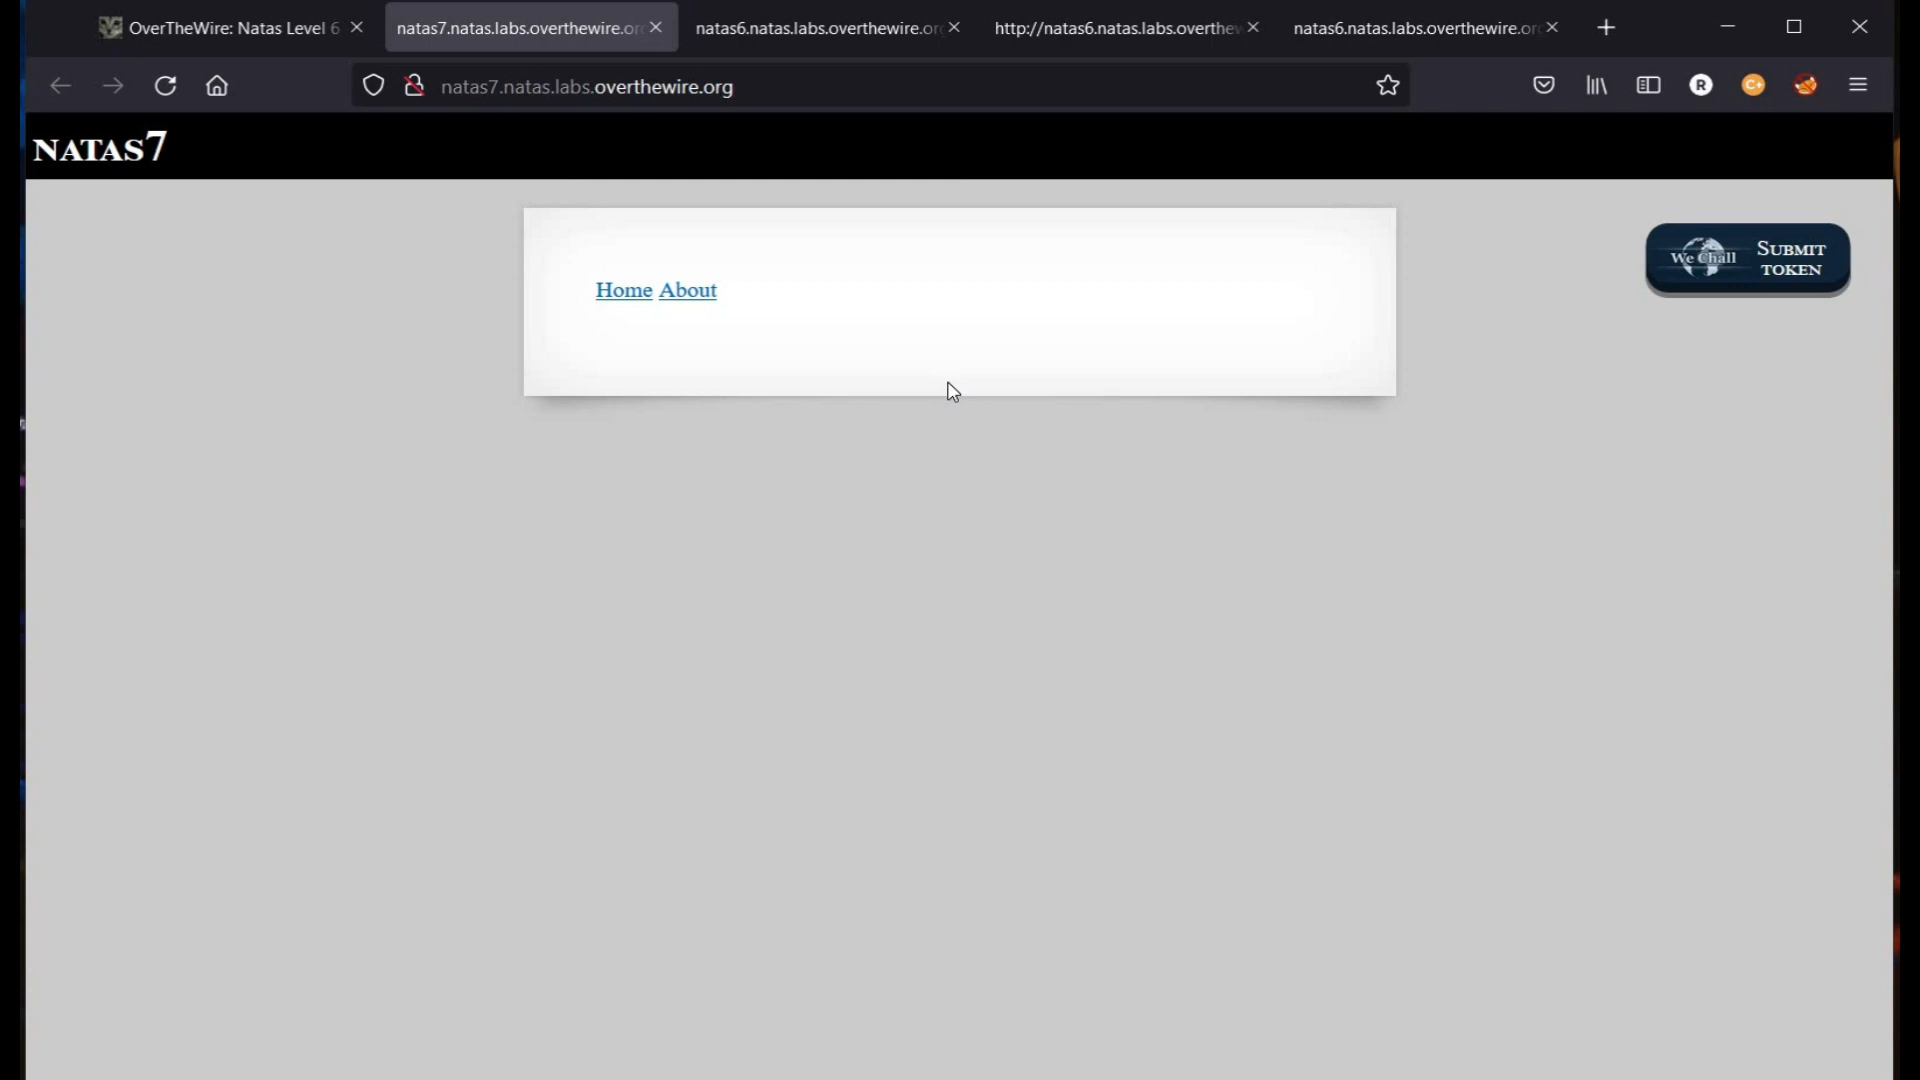 OverTheWire: Natas Level 6
natas7.natas.labs.overthewire.or
natas6.natas.labs.overthewire.or
http://natas6.natas.labs.overthew
natas6.natas.labs.overthewire.or
natas7.natas.labs.overthewire.org
R
C+
NATAS7
Home About
We Chall
SUBMIT
TOKEN